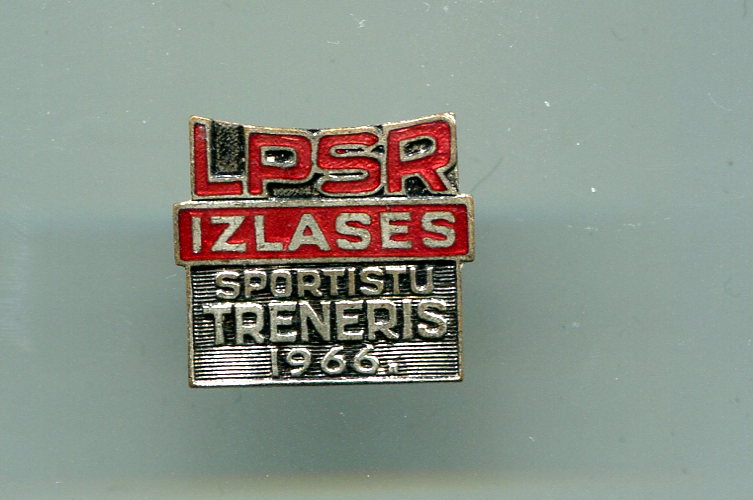 LPSR
IZLASES
SPORTISTU
TRENERIS
1966.